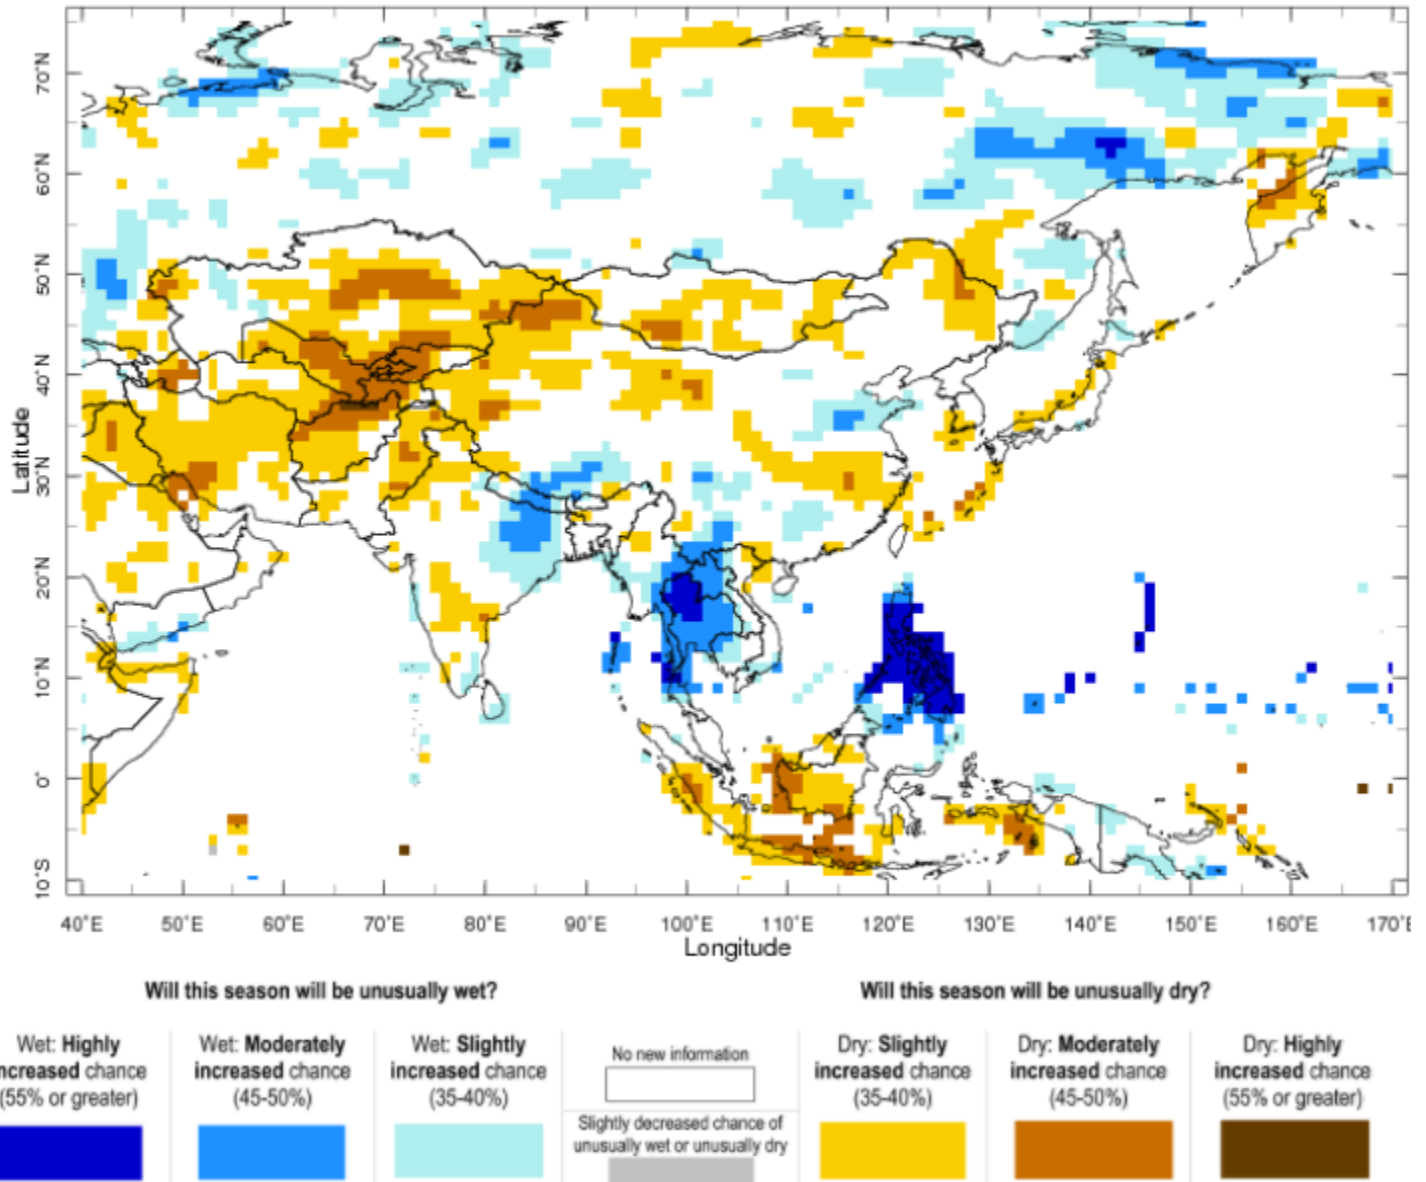 70°N
60°N
50°N
40°N
30°N
20°N
10°N
0°
10°S
Latitude
40°E 50°E 60°E 70°E 80°E 90°E 100°E 110°E 120°E 130°E 140°E 150°E 160°E 170°E
Longitude
Will this season will be unusually wet? Will this season will be unusually dry?
Wet: Highly
ncreased chance
(55% or greater)
Wet: Moderately
increased chance
(45-50%)
Wet: Slightly
increased chance
(35-40%)
No new information
Slightly decreased chance of
unusually wet or unusually dry
Dry: Slightly
increased chance
(35-40%)
Dry: Moderately
increased chance
(45-50%)
Dry: Highly
increased chance
(55% or greater)